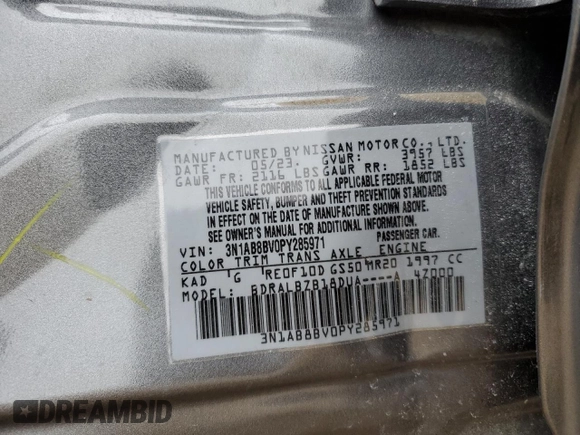 MANUFACTURED BY NISSAN MOTOR CO., LTD.
DATE: 05/23. GVWR: 3957 LBS
GAWR FR: 2116 LBS GAWR RR: 1852 LBS
THIS VEHICLE CONFORMS TO ALL APPLICABLE FEDERAL MOTOR
VEHICLE SAFETY, BUMPER AND THEFT PREVENTION STANDARDS
IN EFFECT ON THE DATE OF MANUFACTURE SHOWN ABOVE.
SEE OWNER'S MANUAL FOR ADDITIONAL INFORMATION.
VIN: 3N1AB8BV0PY285971 PASSENGER CAR.
COLOR TRIM TRANS AXLE ENGINE
KAD G RE0F10D GS50 MR20 1997 CC
MODEL: BDRALBZB18DUA----A 4Z000
3N1AB8BV0PY285971
DREAMBID